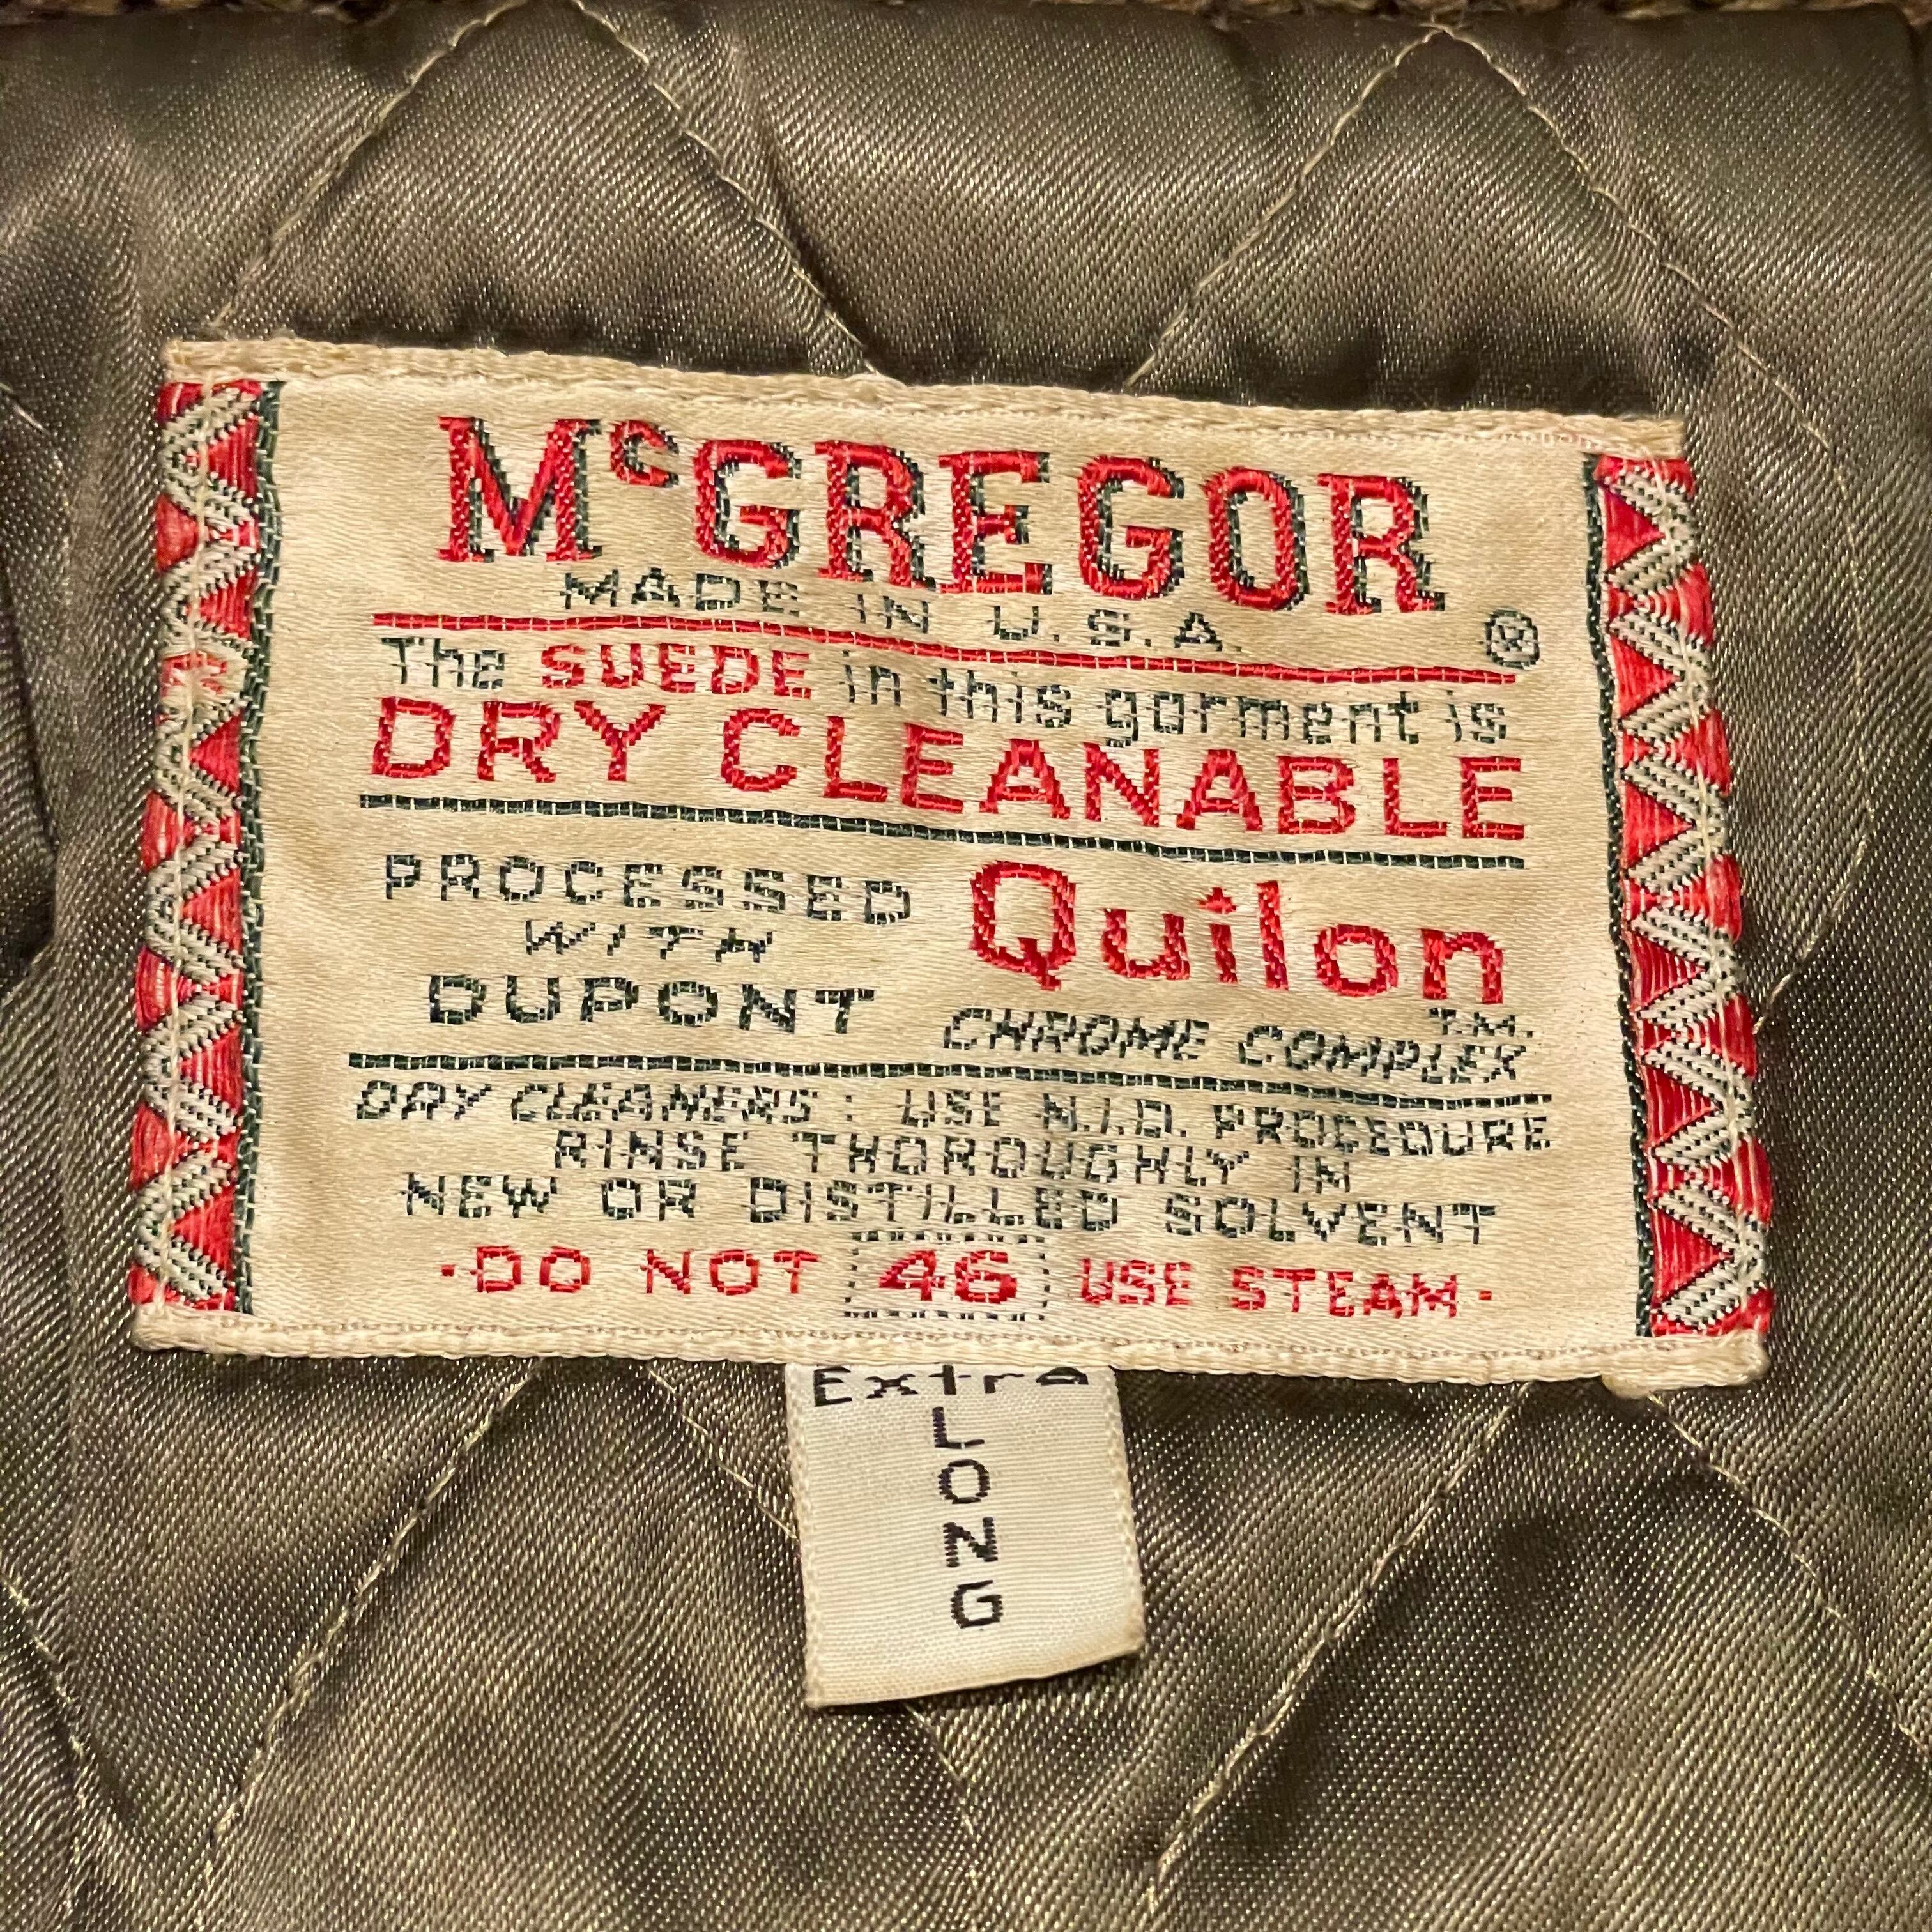 McGREGOR
MADE IN U.S.A. ®
The SUEDE in this garment is
DRY CLEANABLE
PROCESSED
WITH
DUPONT
Quilon
T.M.
CHROME COMPLEX
DRY CLEANERS: USE N.I.D. PROCEDURE
RINSE THOROUGHLY IN
NEW OR DISTILLED SOLVENT
·DO NOT 46 USE STEAM·
Extra
LONG